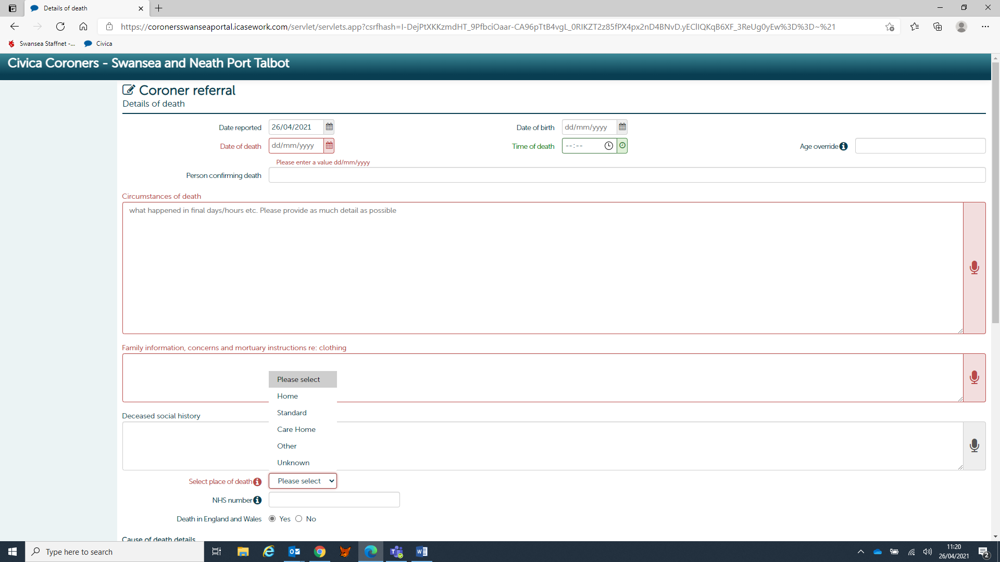 Details of death
https://coronersswanseaportal.icasework.com/servlet/servlets.app?csrfhash=I-DejPtXKKzmdHT_9PfbciOaar-CA96pTtB4vgL_0RIKZT2z85fPX4px2nD4BNvD.yEClIQKqB6XF_3ReUg0yEw%3D%3D~%21
Swansea Staffnet -... Civica
Civica Coroners - Swansea and Neath Port Talbot
Coroner referral
Details of death
Date reported 26/04/2021 Date of birth dd/mm/yyyy
Date of death dd/mm/yyyy Time of death --:-- Age override
Please enter a value dd/mm/yyyy
Person confirming death
Circumstances of death
what happened in final days/hours etc. Please provide as much detail as possible
Family information, concerns and mortuary instructions re: clothing
Please select
Home
Standard
Deceased social history
Care Home
Other
Unknown
Select place of death Please select
NHS number
Death in England and Wales Yes No
Cause of death details
Type here to search
11:20
26/04/2021
2